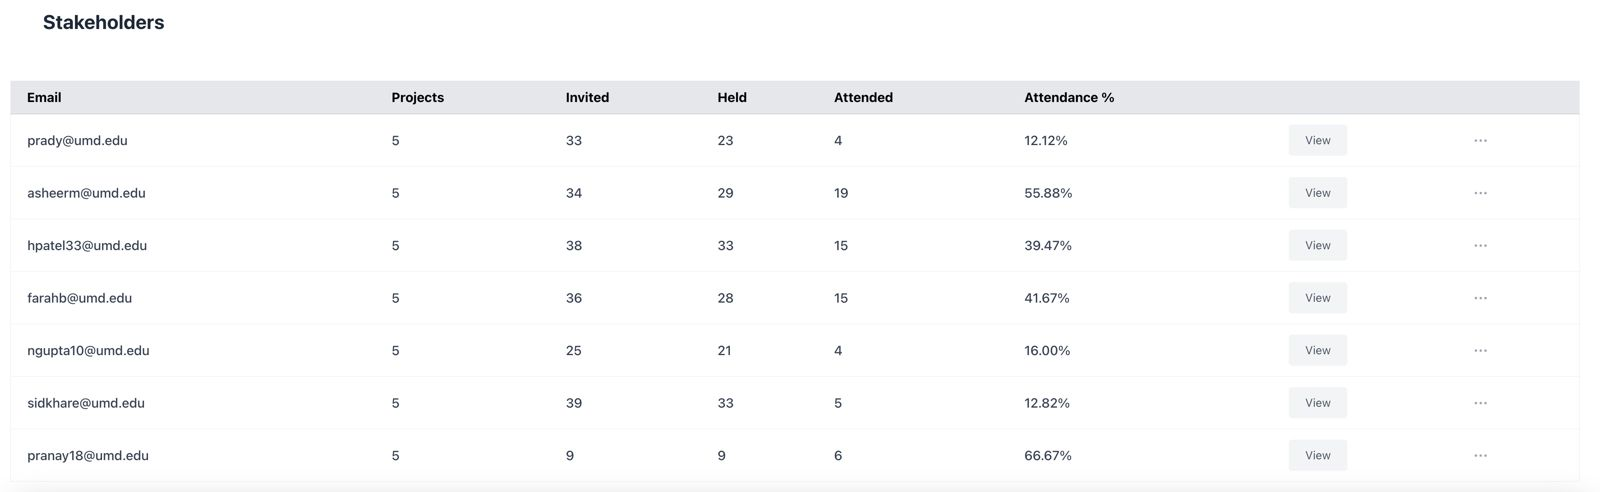 Stakeholders
Email Projects Invited Held Attended Attendance %
prady@umd.edu 5 33 23 4 12.12% View ...
asheerm@umd.edu 5 34 29 19 55.88% View ...
hpatel33@umd.edu 5 38 33 15 39.47% View ...
farahb@umd.edu 5 36 28 15 41.67% View ...
ngupta10@umd.edu 5 25 21 4 16.00% View ...
sidkhare@umd.edu 5 39 33 5 12.82% View ...
pranay18@umd.edu 5 9 9 6 66.67% View ...